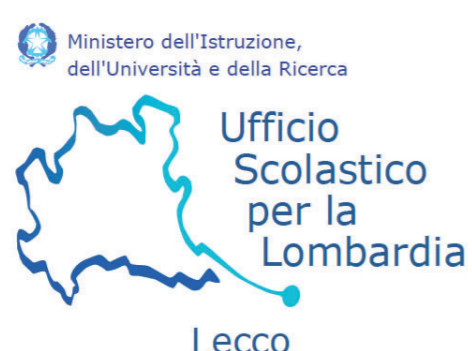 Ministero dell'Istruzione,
dell'Università e della Ricerca
Ufficio
Scolastico
per la
Lombardia
Lecco